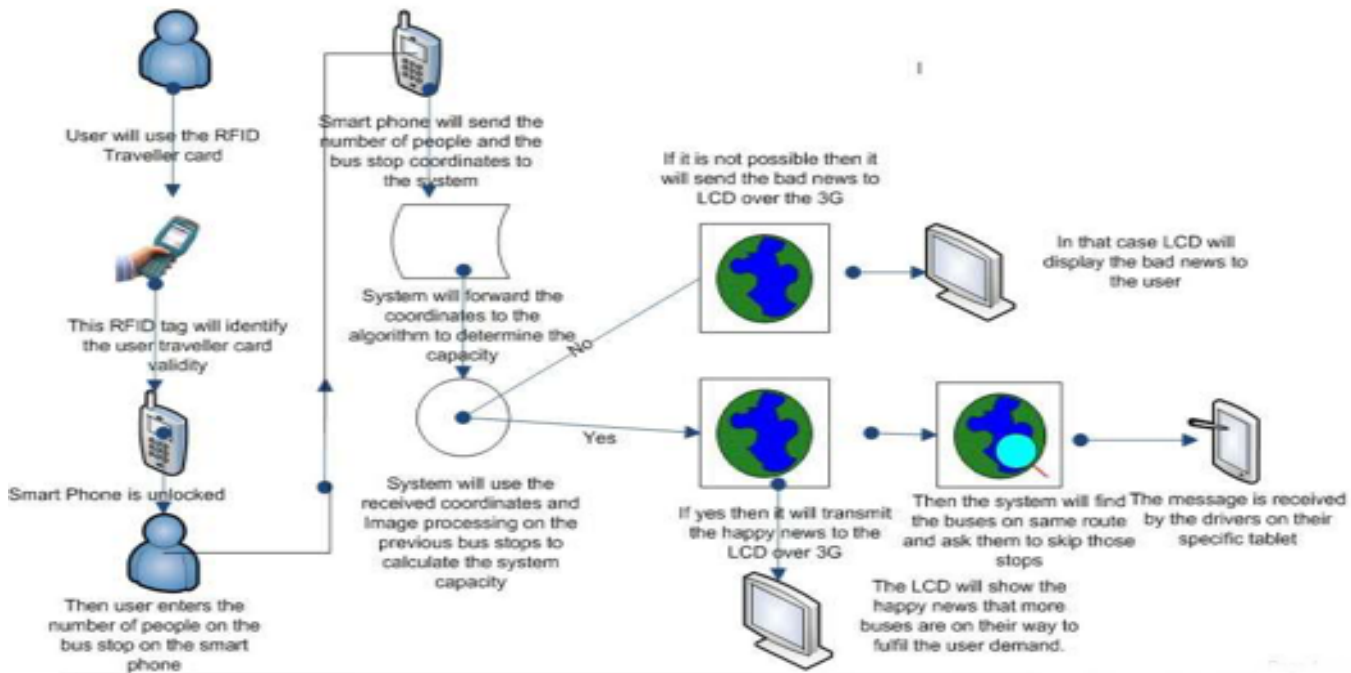 User will use the RFID
Traveller card
This RFID tag will identify
the user traveller card
validity
Smart Phone is unlocked
Then user enters the
number of people on the
bus stop on the smart
phone
Smart phone will send the
number of people and the
bus stop coordinates to
the system
System will forward the
coordinates to the
algorithm to determine the
capacity
System will use the
received coordinates and
Image processing on the
previous bus stops to
calculate the system
capacity
No
Yes
If it is not possible then it
will send the bad news to
LCD over the 3G
In that case LCD will
display the bad news to
the user
If yes then it will transmit
the happy news to the
LCD over 3G
The LCD will show the
happy news that more
buses are on their way to
fulfil the user demand.
Then the system will find
the buses on same route
and ask them to skip those
stops
The message is received
by the drivers on their
specific tablet